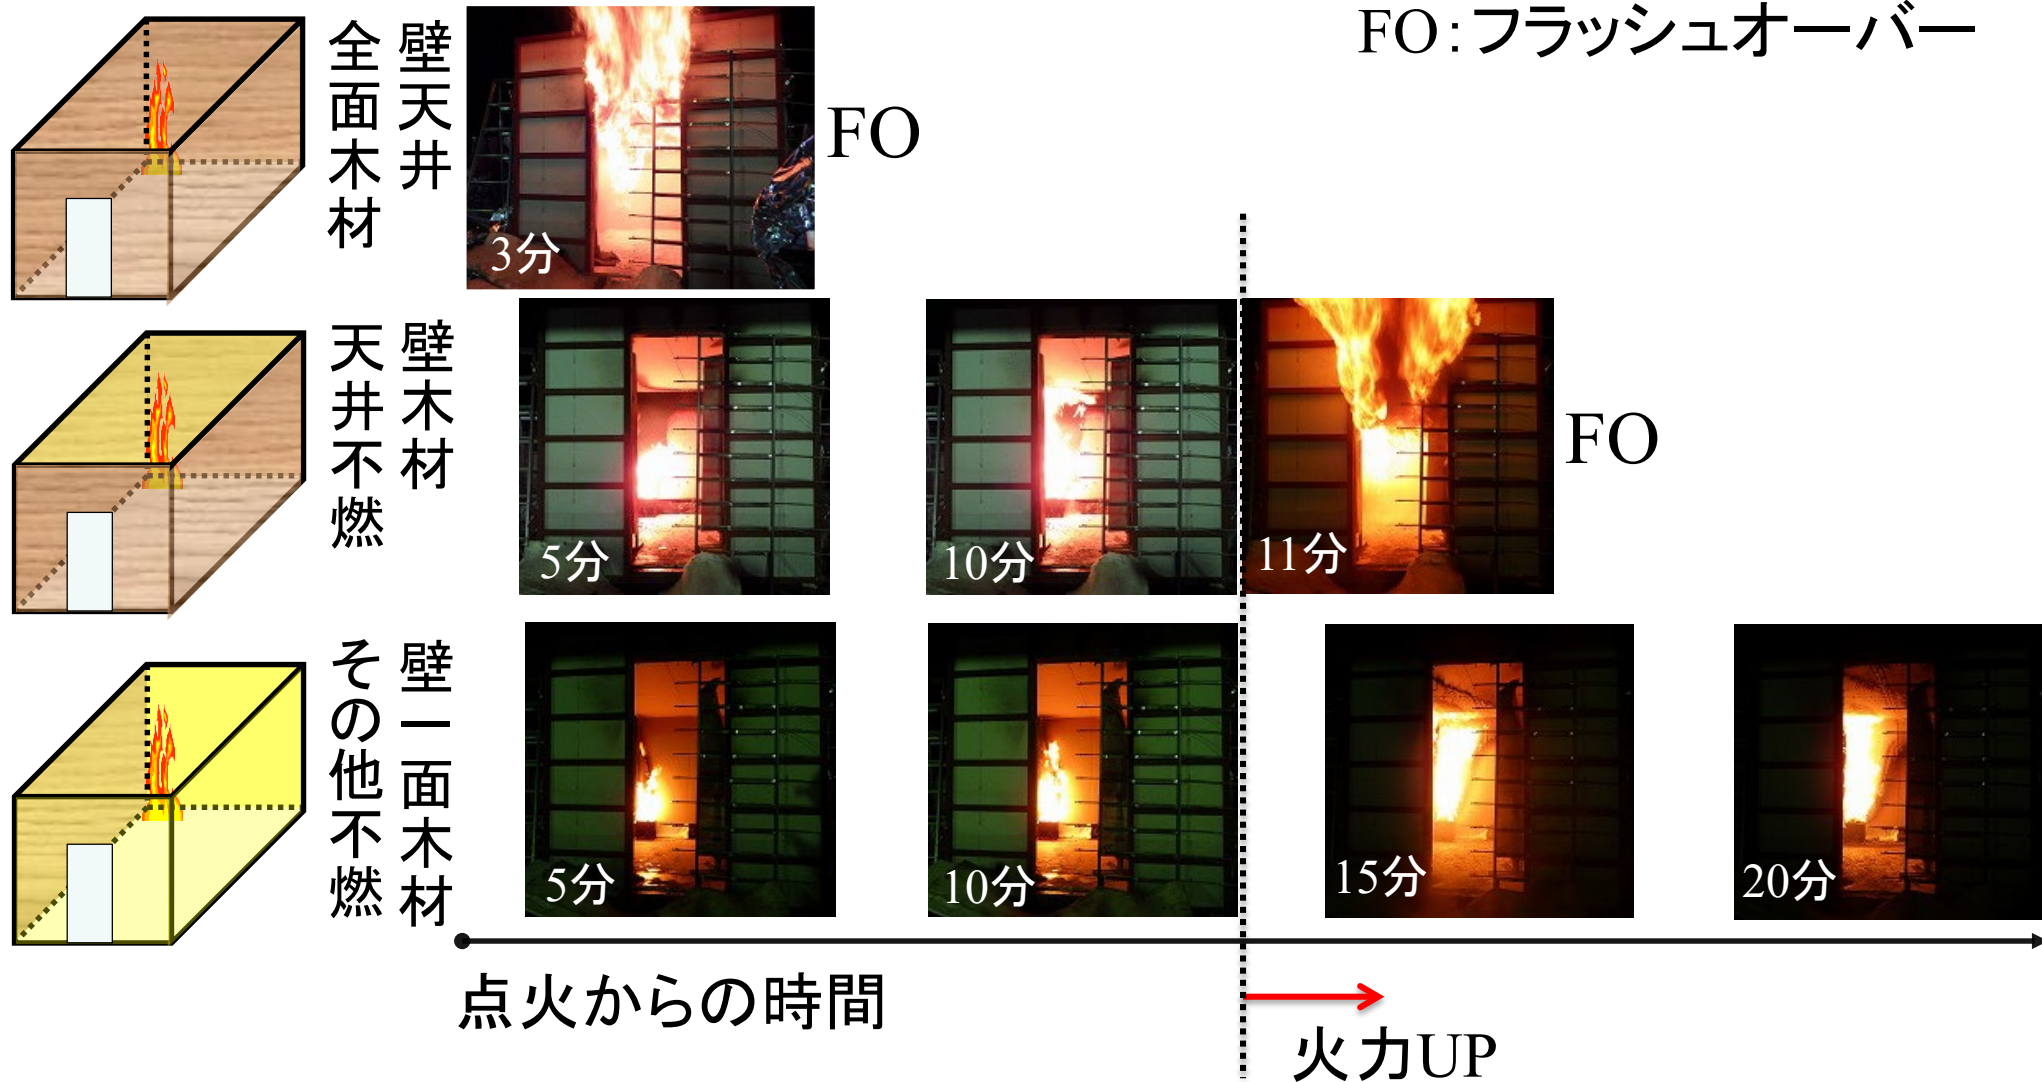 FO:フラッシュオーバー
壁天井
全面木材
3分
FO
壁木材
天井不燃
5分
10分
11分
FO
壁一面木材
その他不燃
5分
10分
15分
20分
点火からの時間
火力UP